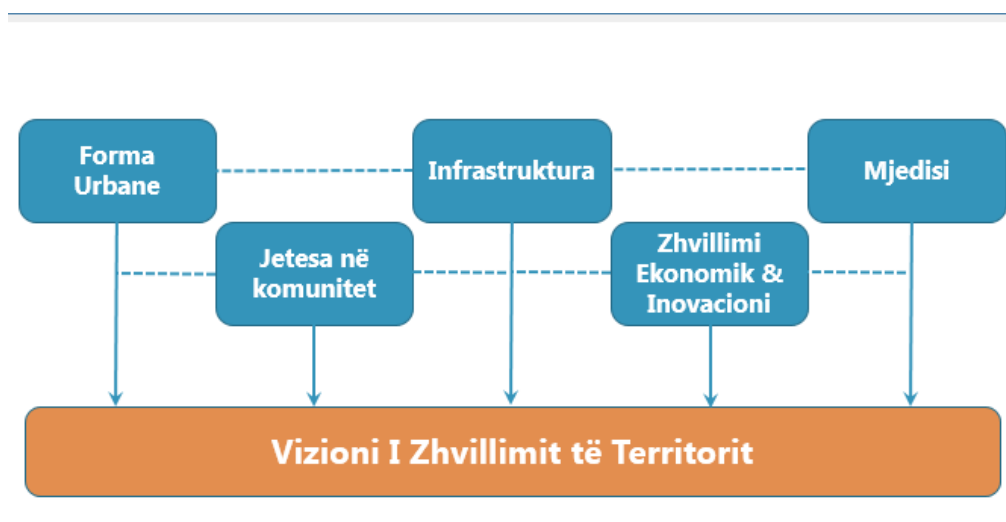 Forma
Urbane
Infrastruktura
Mjedisi
Jetesa në
komunitet
Zhvillimi
Ekonomik &
Inovacioni
Vizioni I Zhvillimit të Territorit